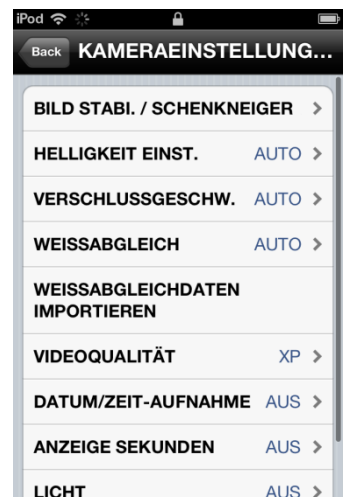 iPod
Back KAMERAEINSTELLUNG...
BILD STABI. / SCHENKNEIGER
HELLIGKEIT EINST. AUTO
VERSCHLUSSGESCHW. AUTO
WEISSABGLEICH AUTO
WEISSABGLEICHDATEN
IMPORTIEREN
VIDEOQUALITÄT XP
DATUM/ZEIT-AUFNAHME AUS
ANZEIGE SEKUNDEN AUS
LICHT AUS